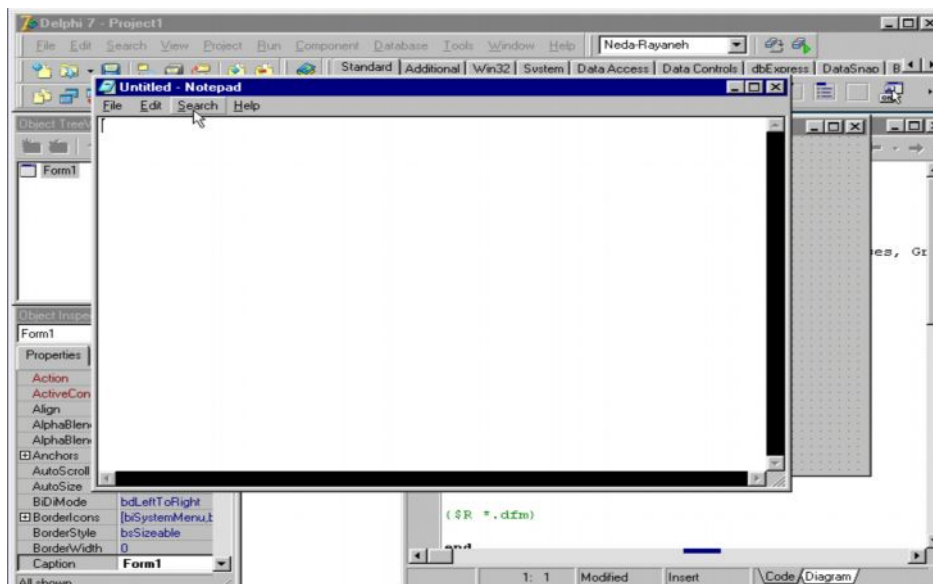 Delphi 7 - Project1
File Edit Search View Project Run Component Database Tools Window Help
Neda-Rayaneh
Standard Additional Win32 System Data Access Data Controls dbExpress DataSnap B
Untitled - Notepad
File Edit Search Help
Object
Form1
es, Gr
Object Inspe
Form1
Properties
Action
ActiveCon
Align
AlphaBlen
AlphaBlen
Anchors
AutoScroll
AutoSize
BiDiMode bdLeftToRight
BorderIcons [biSystemMenu,b
BorderStyle bsSizeable
BorderWidth 0
Caption Form1
All shown
{$R *.dfm}
end
1: 1 Modified Insert Code Diagram